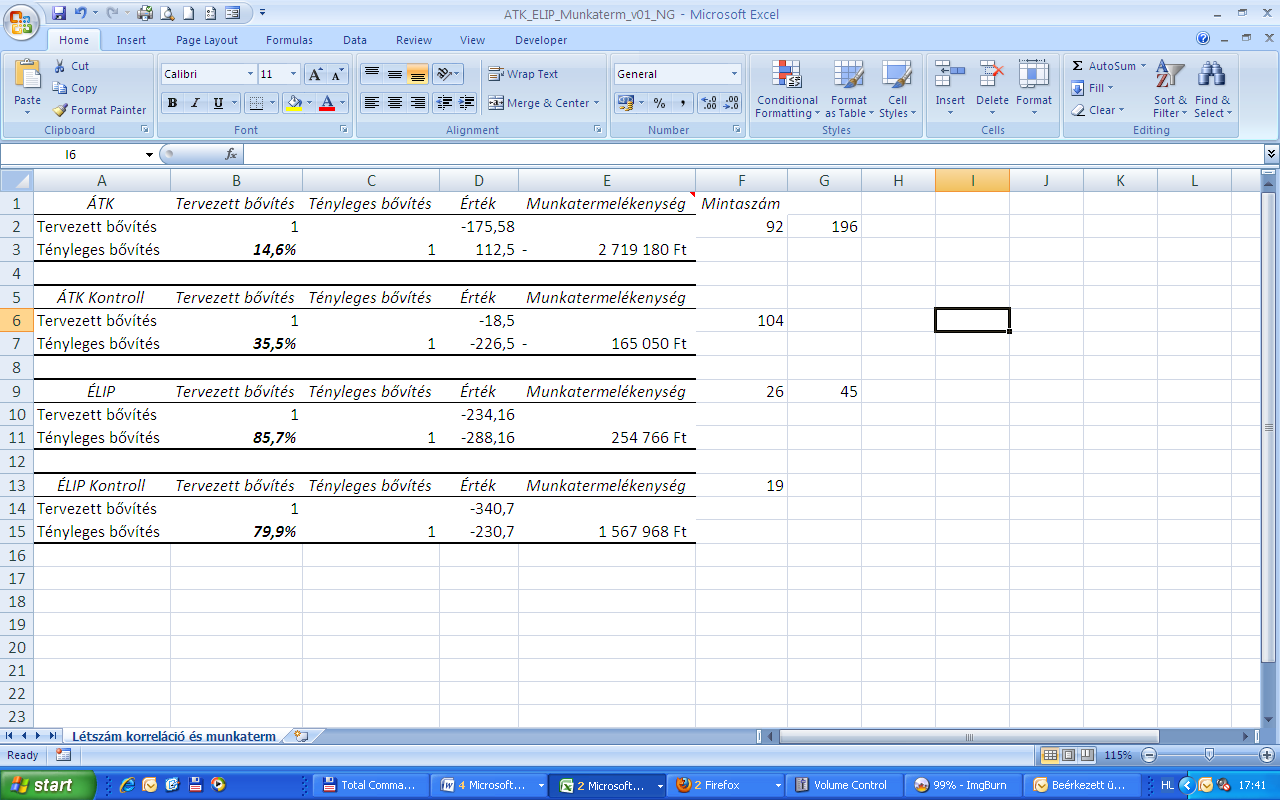 ATK_ELIP_Munkaterm_v01_NG - Microsoft Excel
Home Insert Page Layout Formulas Data Review View Developer
Paste Cut Copy Format Painter Clipboard
Calibri 11 B I U A A A Font
Wrap Text Merge & Center Alignment
General % , Number
Conditional Formatting Format as Table Cell Styles Styles
Insert Delete Format Cells
Σ AutoSum Fill Clear Sort & Filter Find & Select Editing
I6 fx
A B C D E F G H I J K L
1 ÁTK Tervezett bővítés Tényleges bővítés Érték Munkatermelékenység Mintaszám
2 Tervezett bővítés 1 -175,58 92 196
3 Tényleges bővítés 14,6% 1 112,5 - 2 719 180 Ft
4
5 ÁTK Kontroll Tervezett bővítés Tényleges bővítés Érték Munkatermelékenység
6 Tervezett bővítés 1 -18,5 104
7 Tényleges bővítés 35,5% 1 -226,5 - 165 050 Ft
8
9 ÉLIP Tervezett bővítés Tényleges bővítés Érték Munkatermelékenység 26 45
10 Tervezett bővítés 1 -234,16
11 Tényleges bővítés 85,7% 1 -288,16 254 766 Ft
12
13 ÉLIP Kontroll Tervezett bővítés Tényleges bővítés Érték Munkatermelékenység 19
14 Tervezett bővítés 1 -340,7
15 Tényleges bővítés 79,9% 1 -230,7 1 567 968 Ft
16
17
18
19
20
21
22
23
Létszám korreláció és munkaterm
Ready 115%
start Total Comma... 4 Microsoft... 2 Microsoft... 2 Firefox Volume Control 99% - ImgBurn Beérkezett ü... HL 17:41